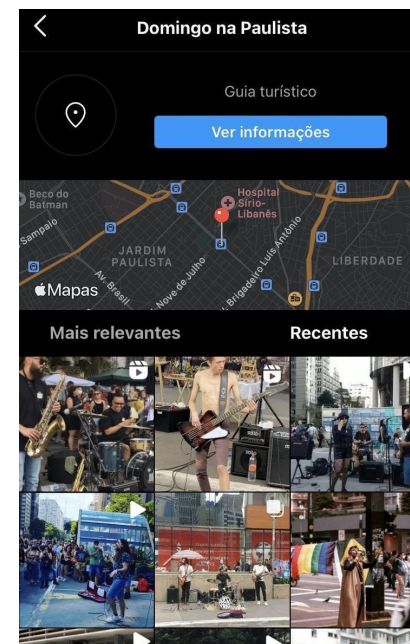 Domingo na Paulista
Guia turístico
Ver informações
Beco do
Batman
Hospital
Sírio-
Libanês
Sampaio
JARDIM
PAULISTA
LIBERDADE
Av. Brasil
Nove de Julho
Av. Brigadeiro Luís Antônio
Mapas
Mais relevantes
Recentes